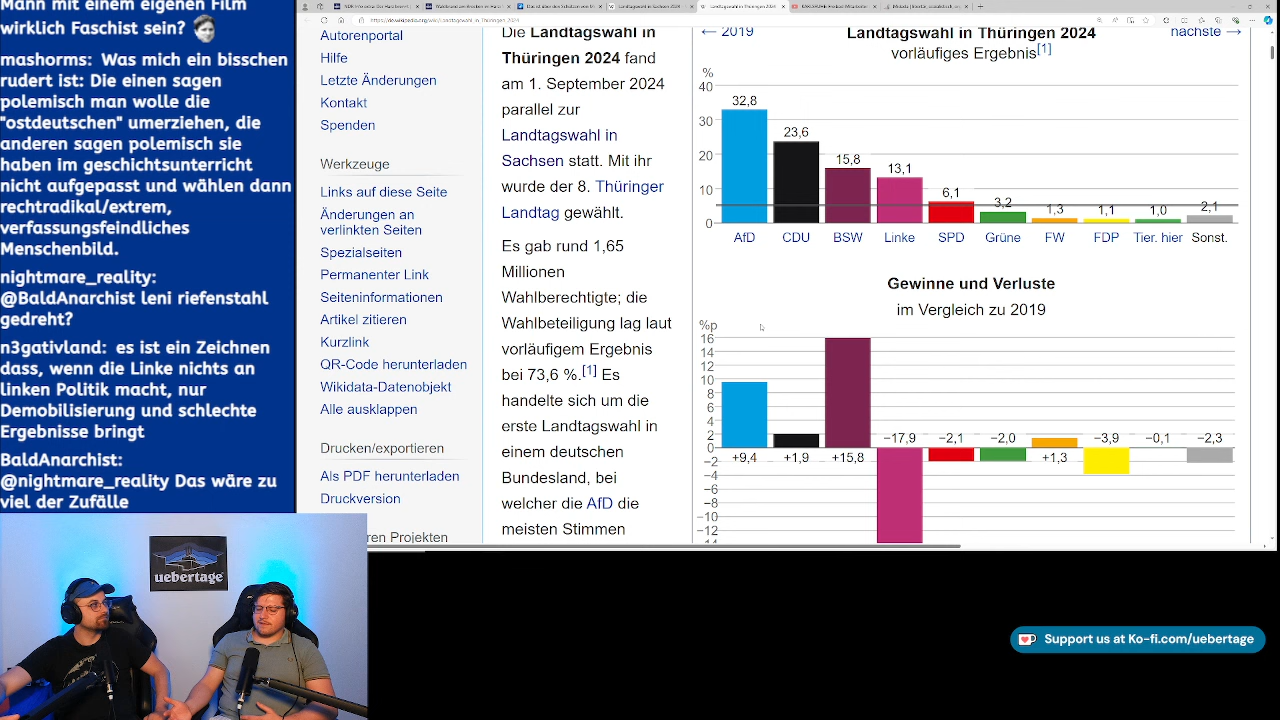 Mann mit einem eigenen Film
wirklich Faschist sein?
mashorms: Was mich ein bisschen
rudert ist: Die einen sagen
polemisch man wolle die
"ostdeutschen" umerziehen, die
anderen sagen polemisch sie
haben im geschichtsunterricht
nicht aufgepasst und wählen dann
rechtradikal/extrem,
verfassungsfeindliches
Menschenbild.
nightmare_reality:
@BaldAnarchist leni riefenstahl
gedreht?
n3gativland: es ist ein Zeichnen
dass, wenn die Linke nichts an
linken Politik macht, nur
Demobilisierung und schlechte
Ergebnisse bringt
BaldAnarchist:
@nightmare_reality Das wäre zu
viel der Zufälle
Autorenportal
Hilfe
Letzte Änderungen
Kontakt
Spenden
Werkzeuge
Links auf diese Seite
Änderungen an
verlinkten Seiten
Spezialseiten
Permanenter Link
Seiteninformationen
Artikel zitieren
Kurzlink
QR-Code herunterladen
Wikidata-Datenobjekt
Alle ausklappen
Drucken/exportieren
Als PDF herunterladen
Druckversion
ren Projekten
Die Landtagswahl in
Thüringen 2024 fand
am 1. September 2024
parallel zur
Landtagswahl in
Sachsen statt. Mit ihr
wurde der 8. Thüringer
Landtag gewählt.
Es gab rund 1,65
Millionen
Wahlberechtigte; die
Wahlbeteiligung lag laut
vorläufigem Ergebnis
bei 73,6 %.[1] Es
handelte sich um die
erste Landtagswahl in
einem deutschen
Bundesland, bei
welcher die AfD die
meisten Stimmen
← 2019 Landtagswahl in Thüringen 2024 nächste →
vorläufiges Ergebnis[1]
%
40
30
20
10
0
32,8 23,6 15,8 13,1 6,1 3,2 1,3 1,1 1,0 2,1
AfD CDU BSW Linke SPD Grüne FW FDP Tier. hier Sonst.
Gewinne und Verluste
im Vergleich zu 2019
%p
16
14
12
10
8
6
4
2
0
−2
−4
−6
−8
−10
−12
−14
+9,4 +1,9 +15,8 −17,9 −2,1 −2,0 +1,3 −3,9 −0,1 −2,3
uebertage
Support us at Ko-fi.com/uebertage